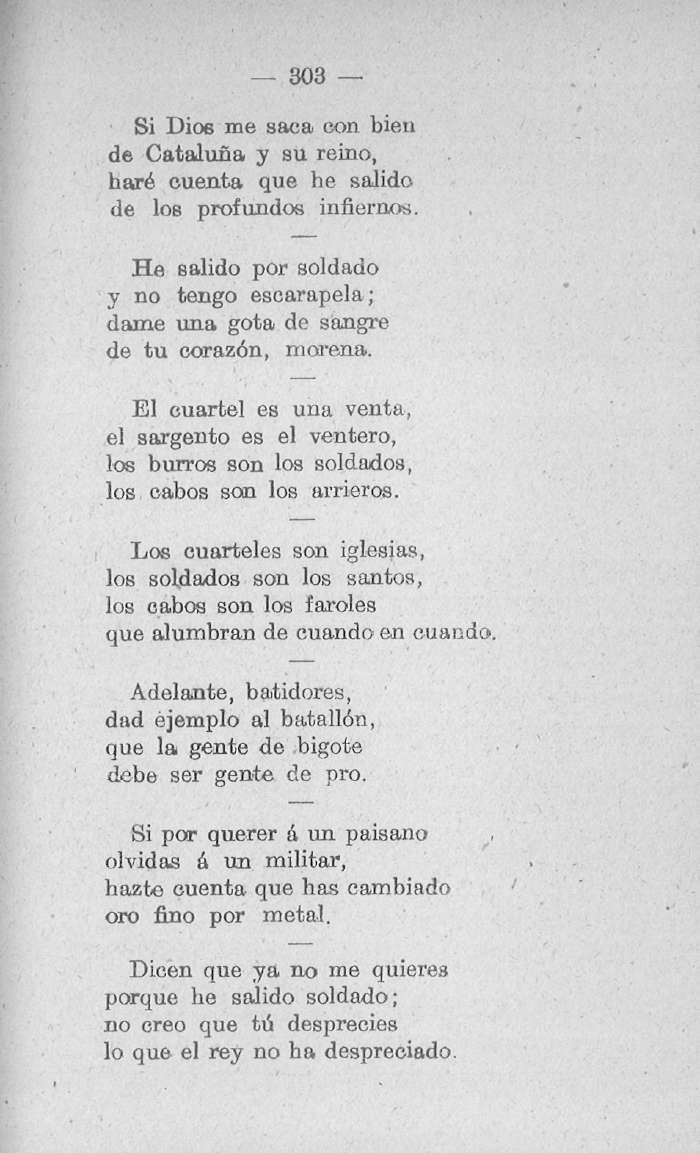 — 303 —
Si Dios me saca con bien
de Cataluña y su reino,
haré cuenta que he salido
de los profundos infiernos.
He salido por soldado
y no tengo escarapela;
dame una gota de sangre
de tu corazón, morena.
El cuartel es una venta,
el sargento es el ventero,
los burros son los soldados,
los cabos son los arrieros.
Los cuarteles son iglesias,
los soldados son los santos,
los cabos son los faroles
que alumbran de cuando en cuando.
Adelante, batidores,
dad ejemplo al batallón,
que la gente de bigote
debe ser gente de pro.
Si por querer á un paisano
olvidas á un militar,
hazte cuenta que has cambiado
oro fino por metal.
Dicen que ya no me quieres
porque he salido soldado;
no creo que tú desprecies
lo que el rey no ha despreciado.